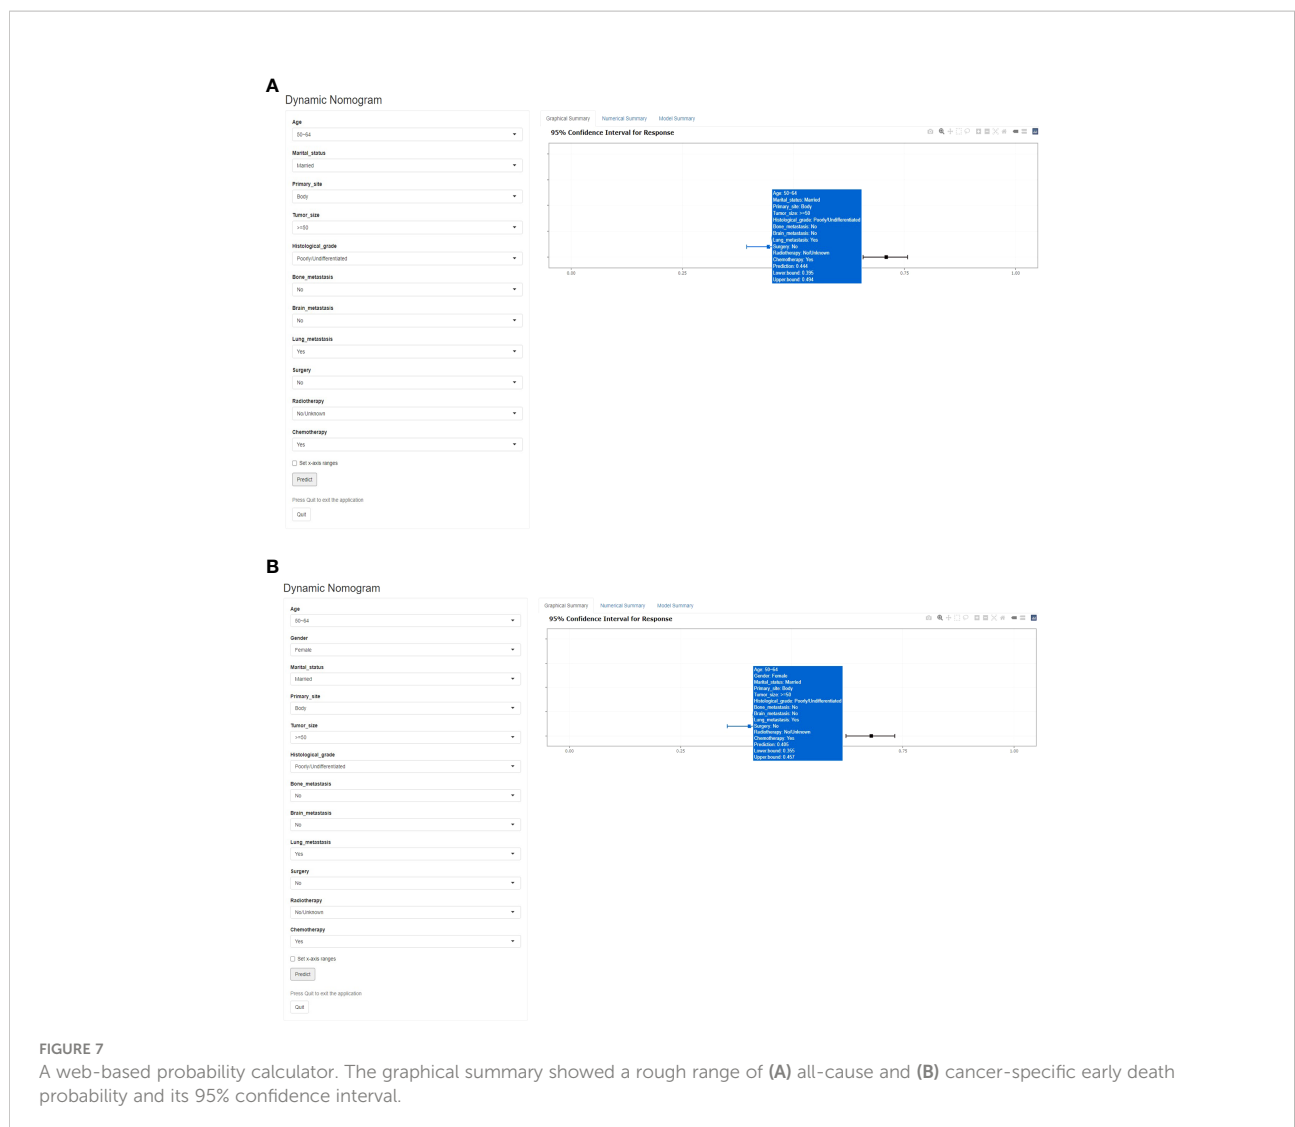 A
Dynamic Nomogram
Age
50-64
Marital_status
Married
Primary_site
Body
Tumor_size
>=50
Histological_grade
Poorly/Undifferentiated
Bone_metastasis
No
Brain_metastasis
No
Lung_metastasis
Yes
Surgery
No
Radiotherapy
No/Unknown
Chemotherapy
Yes
Set x-axis ranges
Predict
Press Quit to exit the application
Quit
Graphical Summary Numerical Summary Model Summary
95% Confidence Interval for Response
Age: 50-64
Marital_status: Married
Primary_site: Body
Tumor_size: >=50
Histological_grade: Poorly/Undifferentiated
Bone_metastasis: No
Brain_metastasis: No
Lung_metastasis: Yes
Surgery: No
Radiotherapy: No/Unknown
Chemotherapy: Yes
Prediction: 0.444
Lower.bound: 0.395
Upper.bound: 0.494
0.00 0.25 0.75 1.00
B
Dynamic Nomogram
Age
50-64
Gender
Female
Marital_status
Married
Primary_site
Body
Tumor_size
>=50
Histological_grade
Poorly/Undifferentiated
Bone_metastasis
No
Brain_metastasis
No
Lung_metastasis
Yes
Surgery
No
Radiotherapy
No/Unknown
Chemotherapy
Yes
Set x-axis ranges
Predict
Press Quit to exit the application
Quit
Graphical Summary Numerical Summary Model Summary
95% Confidence Interval for Response
Age: 50-64
Gender: Female
Marital_status: Married
Primary_site: Body
Tumor_size: >=50
Histological_grade: Poorly/Undifferentiated
Bone_metastasis: No
Brain_metastasis: No
Lung_metastasis: Yes
Surgery: No
Radiotherapy: No/Unknown
Chemotherapy: Yes
Prediction: 0.405
Lower.bound: 0.355
Upper.bound: 0.457
0.00 0.25 0.75 1.00
FIGURE 7
A web-based probability calculator. The graphical summary showed a rough range of (A) all-cause and (B) cancer-specific early death
probability and its 95% confidence interval.